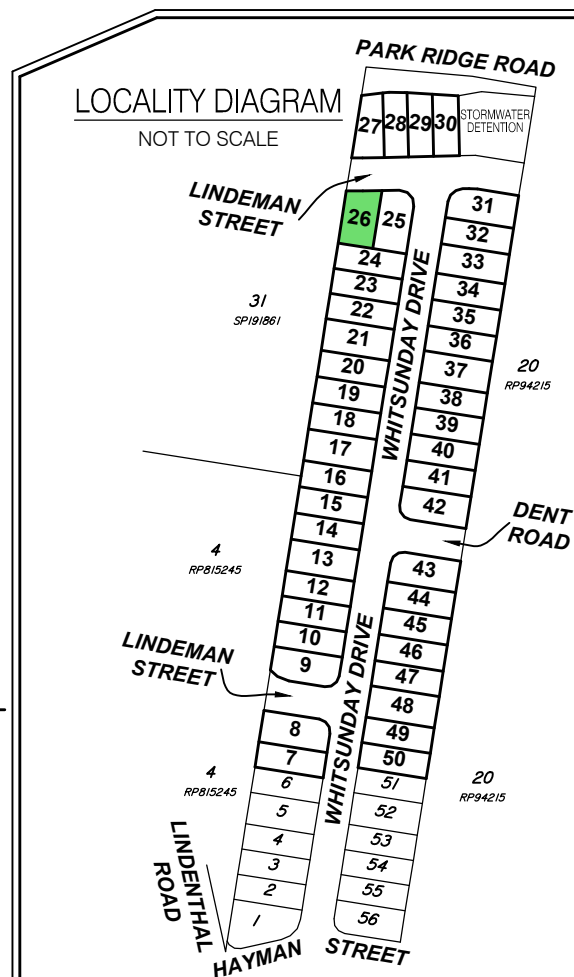 PARK RIDGE ROAD
LOCALITY DIAGRAM
NOT TO SCALE
27 28 29 30
STORMWATER
DETENTION
LINDEMAN
STREET
26 25
24
23
22
21
20
19
18
17
16
15
14
13
12
11
10
9
31
32
33
34
35
36
37
38
39
40
41
42
WHITSUNDAY DRIVE
31
SP191861
20
RP94215
DENT
ROAD
4
RP815245
43
44
45
46
47
48
49
50
51
52
53
54
55
56
LINDEMAN
STREET
WHITSUNDAY DRIVE
8
7
6
5
4
3
2
1
4
RP815245
20
RP94215
LINDENTHAL
ROAD
HAYMAN STREET